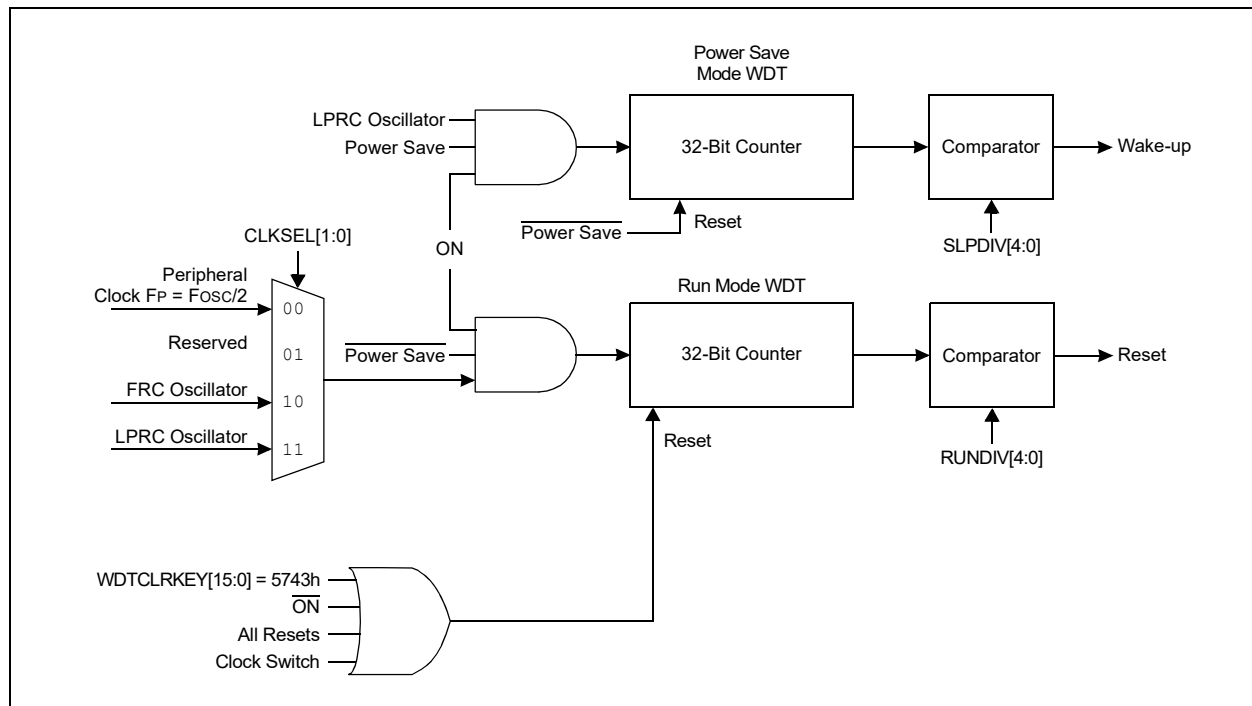 Power Save
Mode WDT
LPRC Oscillator
Power Save
32-Bit Counter
Comparator
Wake-up
Power Save
Reset
SLPDIV[4:0]
ON
CLKSEL[1:0]
Peripheral
Clock FP = FOSC/2
00
Reserved
01
FRC Oscillator
10
LPRC Oscillator
11
Run Mode WDT
Power Save
32-Bit Counter
Comparator
Reset
Reset
RUNDIV[4:0]
WDTCLRKEY[15:0] = 5743h
ON
All Resets
Clock Switch